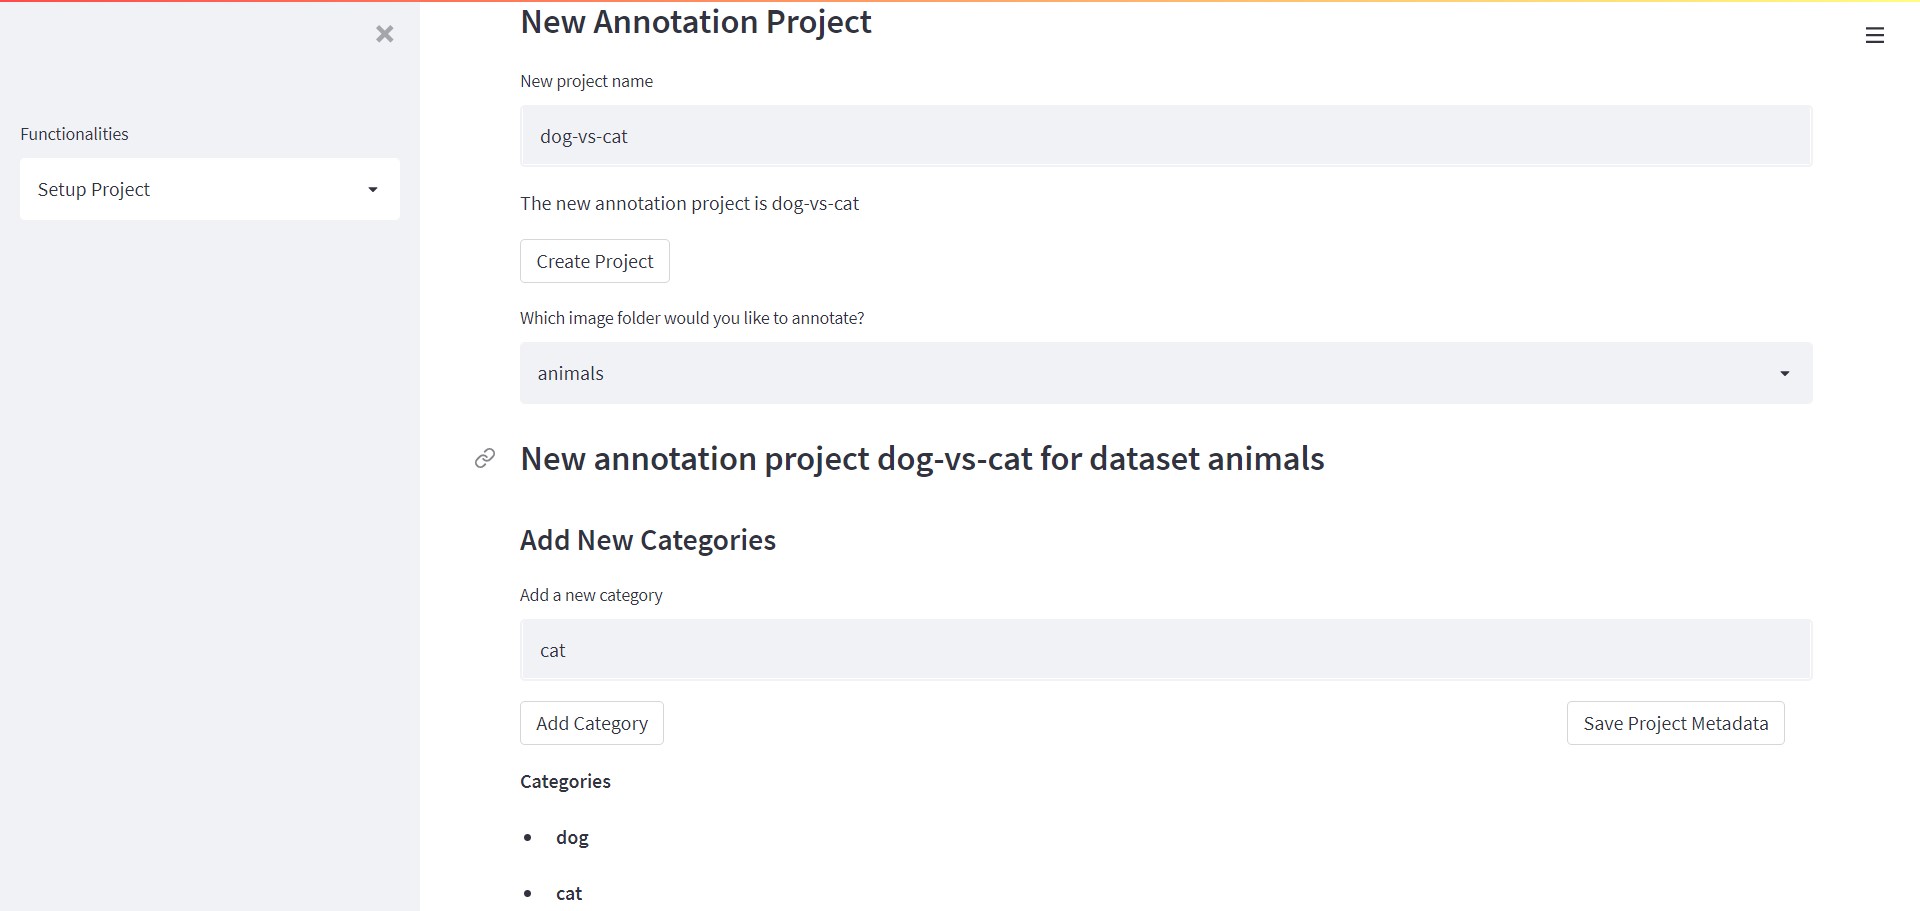 New Annotation Project
New project name
Functionalities
dog-vs-cat
Setup Project
The new annotation project is dog-vs-cat
Create Project
Which image folder would you like to annotate?
animals
New annotation project dog-vs-cat for dataset animals
Add New Categories
Add a new category
cat
Add Category
Save Project Metadata
Categories
dog
cat